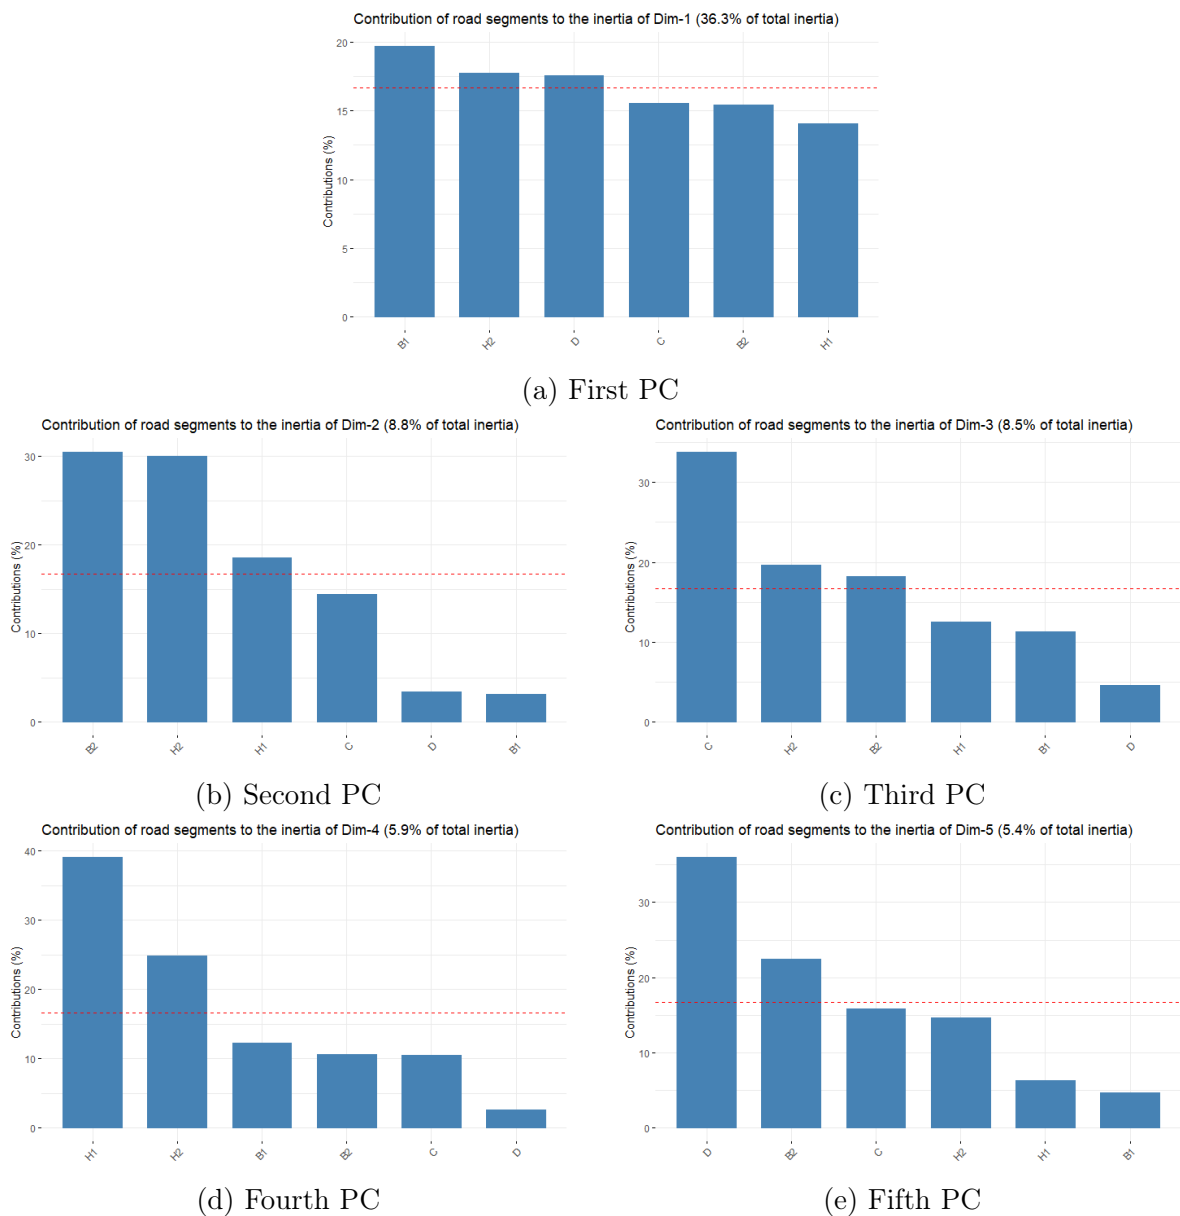 Contribution of road segments to the inertia of Dim-1 (36.3% of total inertia)
Contributions (%)
20
15
10
5
0
B1 H2 D C B2 H1
(a) First PC
Contribution of road segments to the inertia of Dim-2 (8.8% of total inertia)
Contributions (%)
30
20
10
0
B2 H2 H1 C D B1
(b) Second PC
Contribution of road segments to the inertia of Dim-3 (8.5% of total inertia)
Contributions (%)
30
20
10
0
C H2 B2 H1 B1 D
(c) Third PC
Contribution of road segments to the inertia of Dim-4 (5.9% of total inertia)
Contributions (%)
40
30
20
10
0
H1 H2 B1 B2 C D
(d) Fourth PC
Contribution of road segments to the inertia of Dim-5 (5.4% of total inertia)
Contributions (%)
30
20
10
0
D B2 C H2 H1 B1
(e) Fifth PC